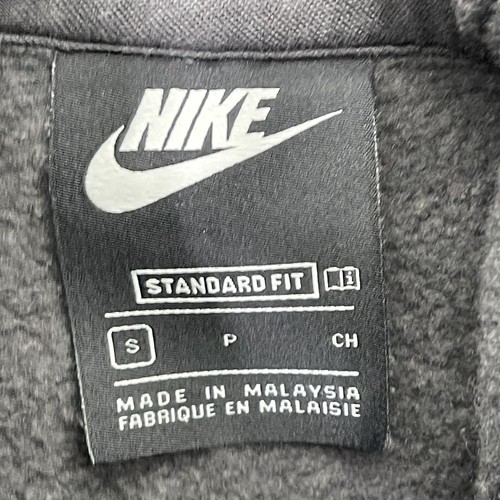 NIKE
STANDARD FIT
S P CH
MADE IN MALAYSIA
FABRIQUE EN MALAISIE